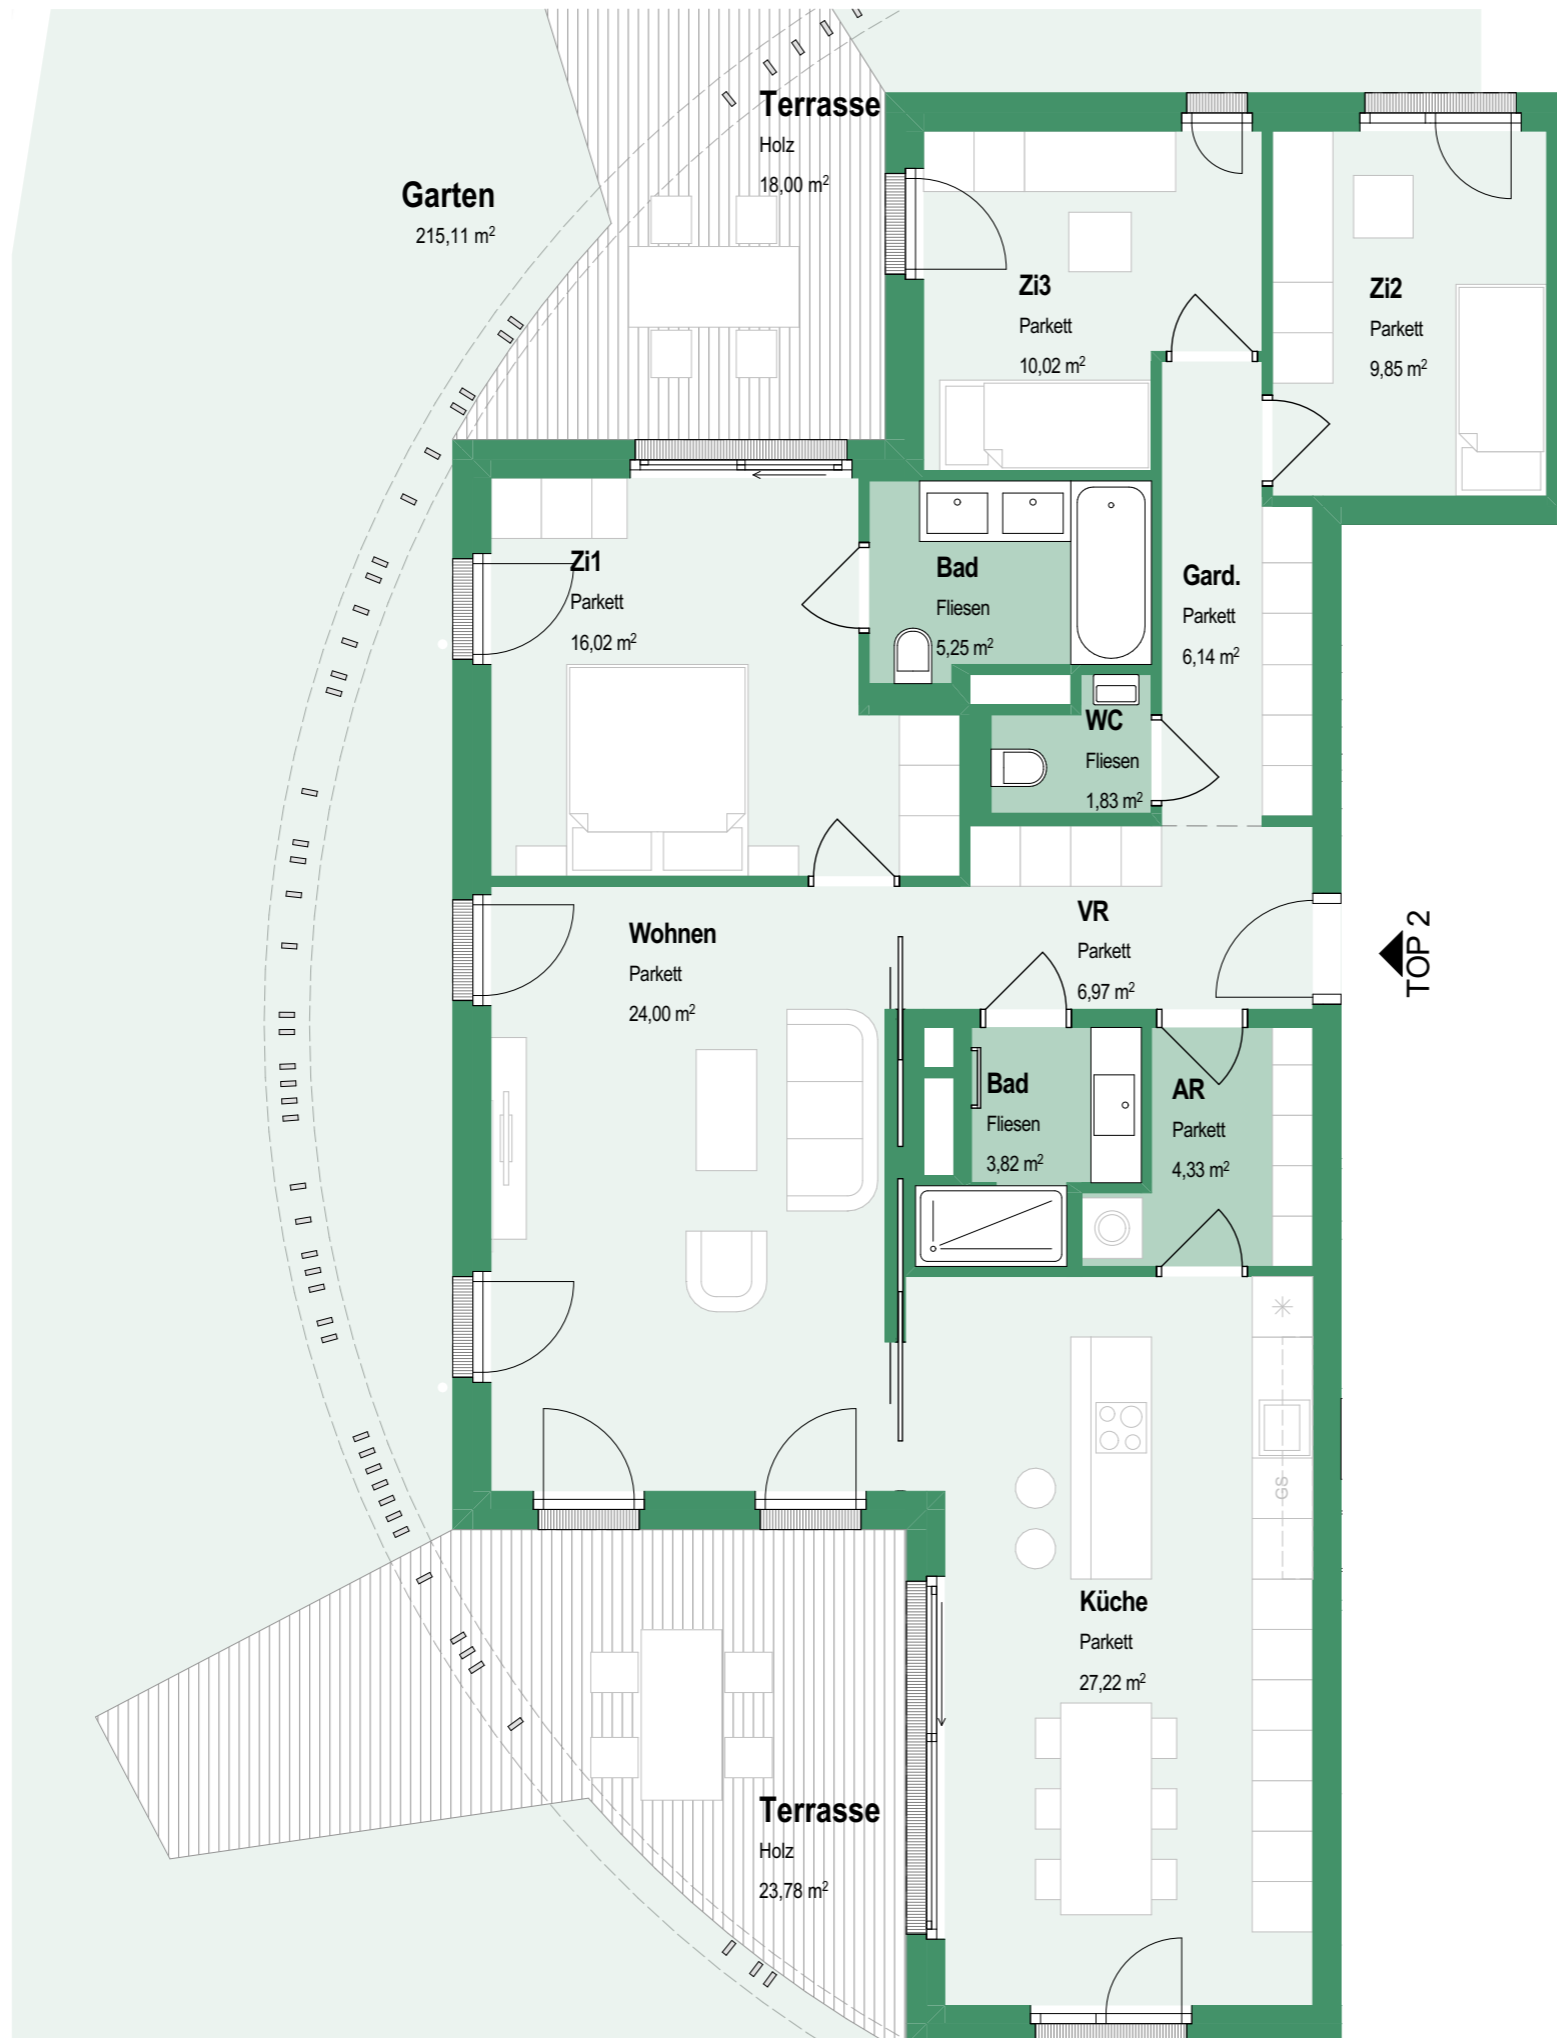 Terrasse
Holz
18,00 m²
Garten
215,11 m²
Zi3
Parkett
10,02 m²
Zi2
Parkett
9,85 m²
Zi1
Parkett
16,02 m²
Bad
Fliesen
5,25 m²
Gard.
Parkett
6,14 m²
WC
Fliesen
1,83 m²
Wohnen
Parkett
24,00 m²
VR
Parkett
6,97 m²
TOP 2
Bad
Fliesen
3,82 m²
AR
Parkett
4,33 m²
GS
Küche
Parkett
27,22 m²
Terrasse
Holz
23,78 m²